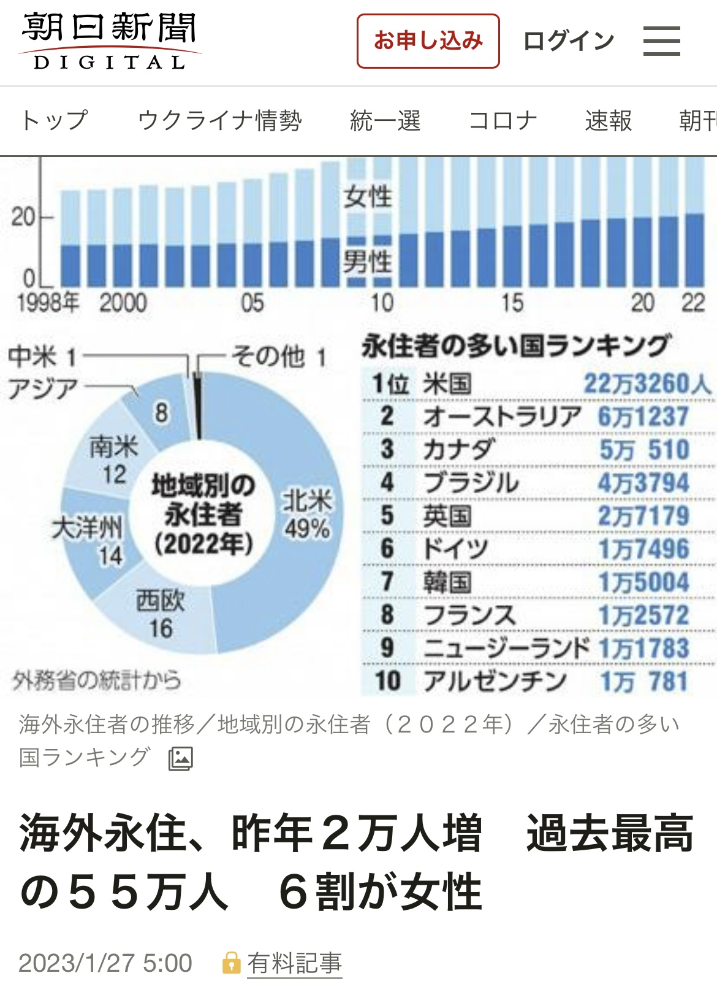 朝日新聞
DIGITAL
お申し込み
ログイン
トップ ウクライナ情勢 統一選 コロナ 速報 朝刊
女性
20
男性
0
1998年 2000 05 10 15 20 22
中米 1
その他 1
アジア
8
南米
12
大洋州
14
西欧
16
北米
49%
地域別の
永住者
(2022年)
外務省の統計から
永住者の多い国ランキング
1位 米国 22万3260人
2 オーストラリア 6万1237
3 カナダ 5万 510
4 ブラジル 4万3794
5 英国 2万7179
6 ドイツ 1万7496
7 韓国 1万5004
8 フランス 1万2572
9 ニュージーランド 1万1783
10 アルゼンチン 1万 781
海外永住者の推移／地域別の永住者（２０２２年）／永住者の多い
国ランキング
海外永住、昨年２万人増　過去最高
の５５万人　６割が女性
2023/1/27 5:00 有料記事